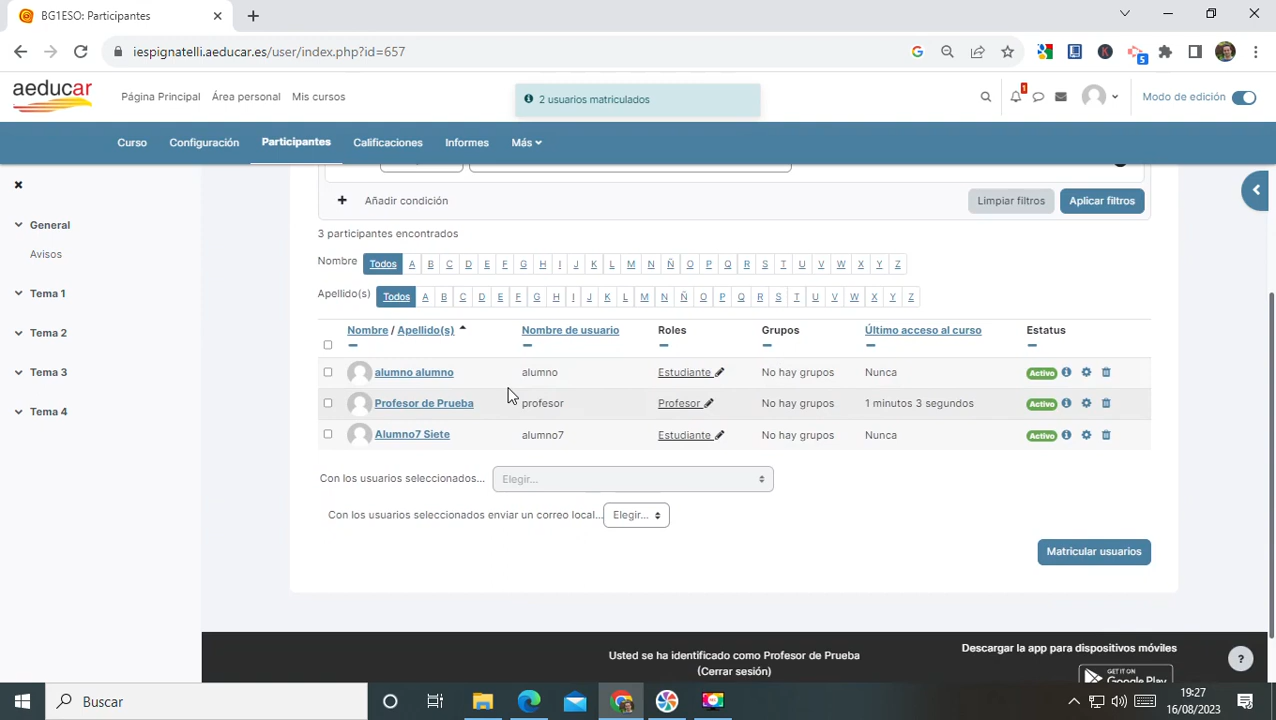 BG1ESO: Participantes
iespignatelli.aeducar.es/user/index.php?id=657
5
aeducar
Página Principal Área personal Mis cursos
2 usuarios matriculados
1
Modo de edición
Curso Configuración Participantes Calificaciones Informes Más
General
Avisos
Tema 1
Tema 2
Tema 3
Tema 4
Añadir condición Limpiar filtros Aplicar filtros
3 participantes encontrados
Nombre Todos A B C D E F G H I J K L M N Ñ O P Q R S T U V W X Y Z
Apellido(s) Todos A B C D E F G H I J K L M N Ñ O P Q R S T U V W X Y Z
Nombre / Apellido(s) Nombre de usuario Roles Grupos Último acceso al curso Estatus
alumno alumno alumno Estudiante No hay grupos Nunca Activo
Profesor de Prueba profesor Profesor No hay grupos 1 minutos 3 segundos Activo
Alumno7 Siete alumno7 Estudiante No hay grupos Nunca Activo
Con los usuarios seleccionados... Elegir...
Con los usuarios seleccionados enviar un correo local... Elegir...
Matricular usuarios
Usted se ha identificado como Profesor de Prueba
(Cerrar sesión)
Descargar la app para dispositivos móviles
GET IT ON
Google Play
?
Buscar
19:27
16/08/2023